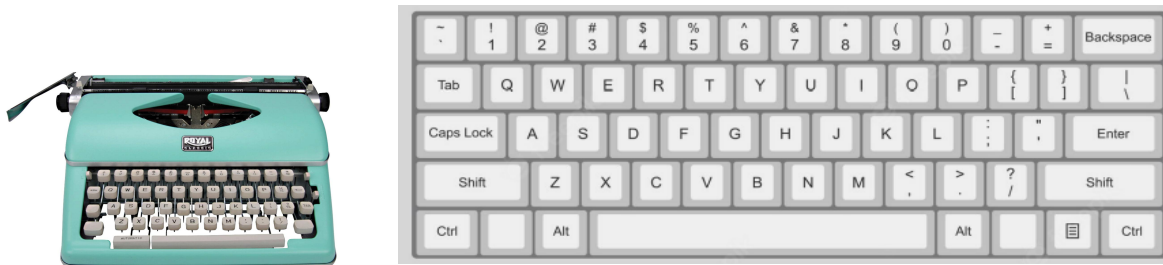 ROYAL
~ ` ! 1 @ 2 # 3 $ 4 % 5 ^ 6 & 7 * 8 ( 9 ) 0 _ - + = Backspace
Tab Q W E R T Y U I O P { [ } ] | \
Caps Lock A S D F G H J K L : ; " ' Enter
Shift Z X C V B N M < , > . ? / Shift
Ctrl Alt Alt Ctrl